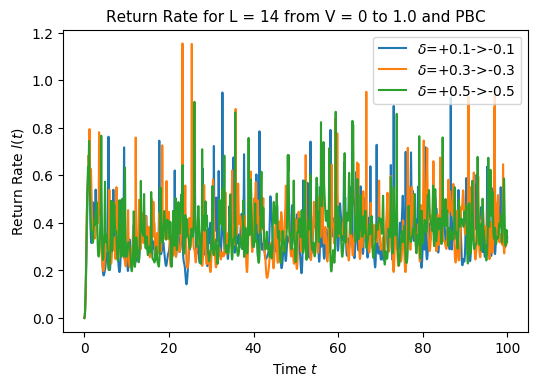 Return Rate for L = 14 from V = 0 to 1.0 and PBC
1.2
1.0
0.8
0.6
0.4
0.2
0.0
Return Rate l(t)
δ=+0.1->-0.1
δ=+0.3->-0.3
δ=+0.5->-0.5
0 20 40 60 80 100
Time t